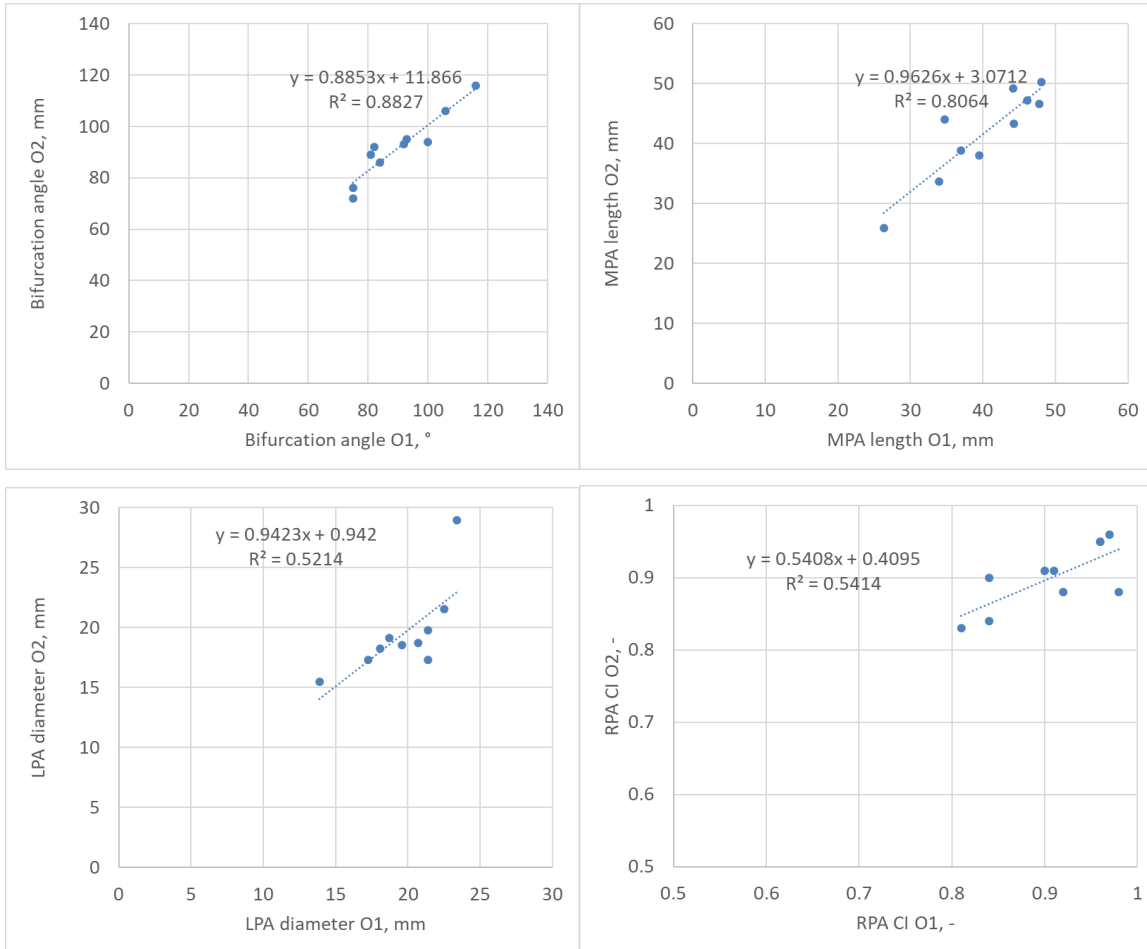 140
120
100
80
60
40
20
0
Bifurcation angle O2, mm
y = 0.8853x + 11.866
R² = 0.8827
0 20 40 60 80 100 120 140
Bifurcation angle O1, °
60
50
40
30
20
10
0
MPA length O2, mm
y = 0.9626x + 3.0712
R² = 0.8064
0 10 20 30 40 50 60
MPA length O1, mm
30
25
20
15
10
5
0
LPA diameter O2, mm
y = 0.9423x + 0.942
R² = 0.5214
0 5 10 15 20 25 30
LPA diameter O1, mm
1
0.9
0.8
0.7
0.6
0.5
RPA CI O2, -
y = 0.5408x + 0.4095
R² = 0.5414
0.5 0.6 0.7 0.8 0.9 1
RPA CI O1, -